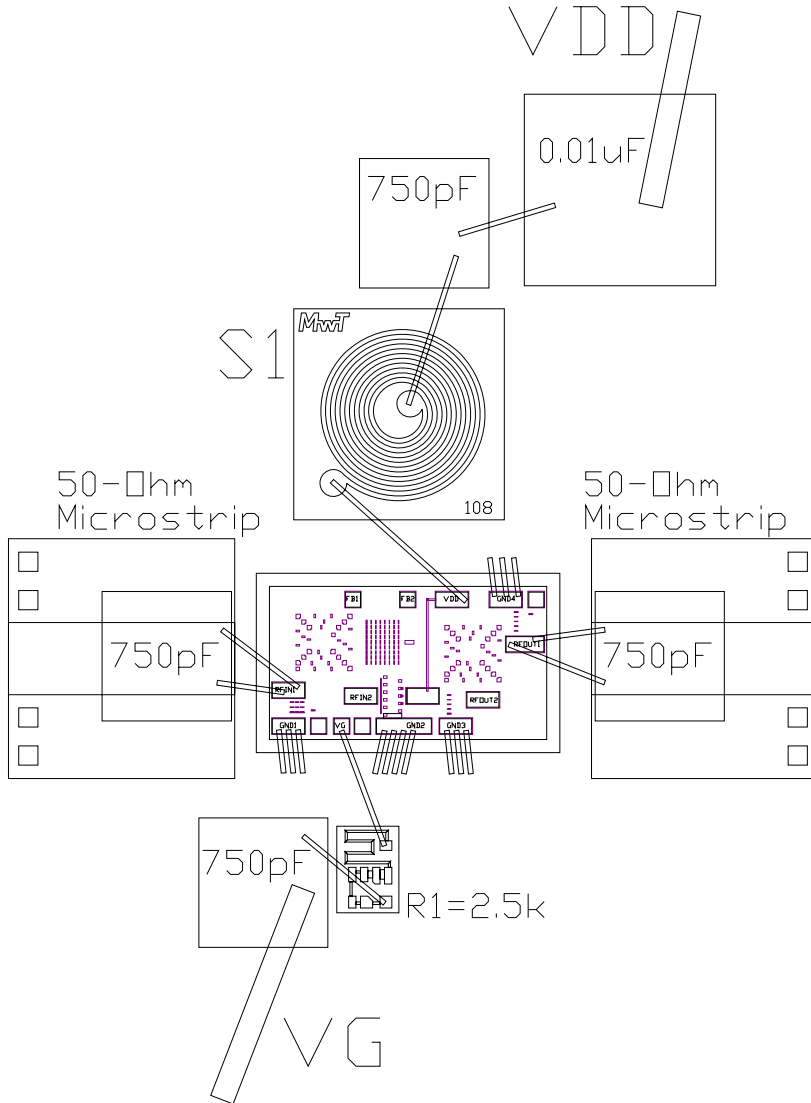 VDD
0.01uF
750pF
MwT
S1
108
50-Ohm
Microstrip
50-Ohm
Microstrip
FB1
FB2
VDD
GND4
750pF
RFOUT1
750pF
RFIN1
RFIN2
RFOUT2
GND1
VG
GND2
GND3
750pF
R1=2.5k
VG